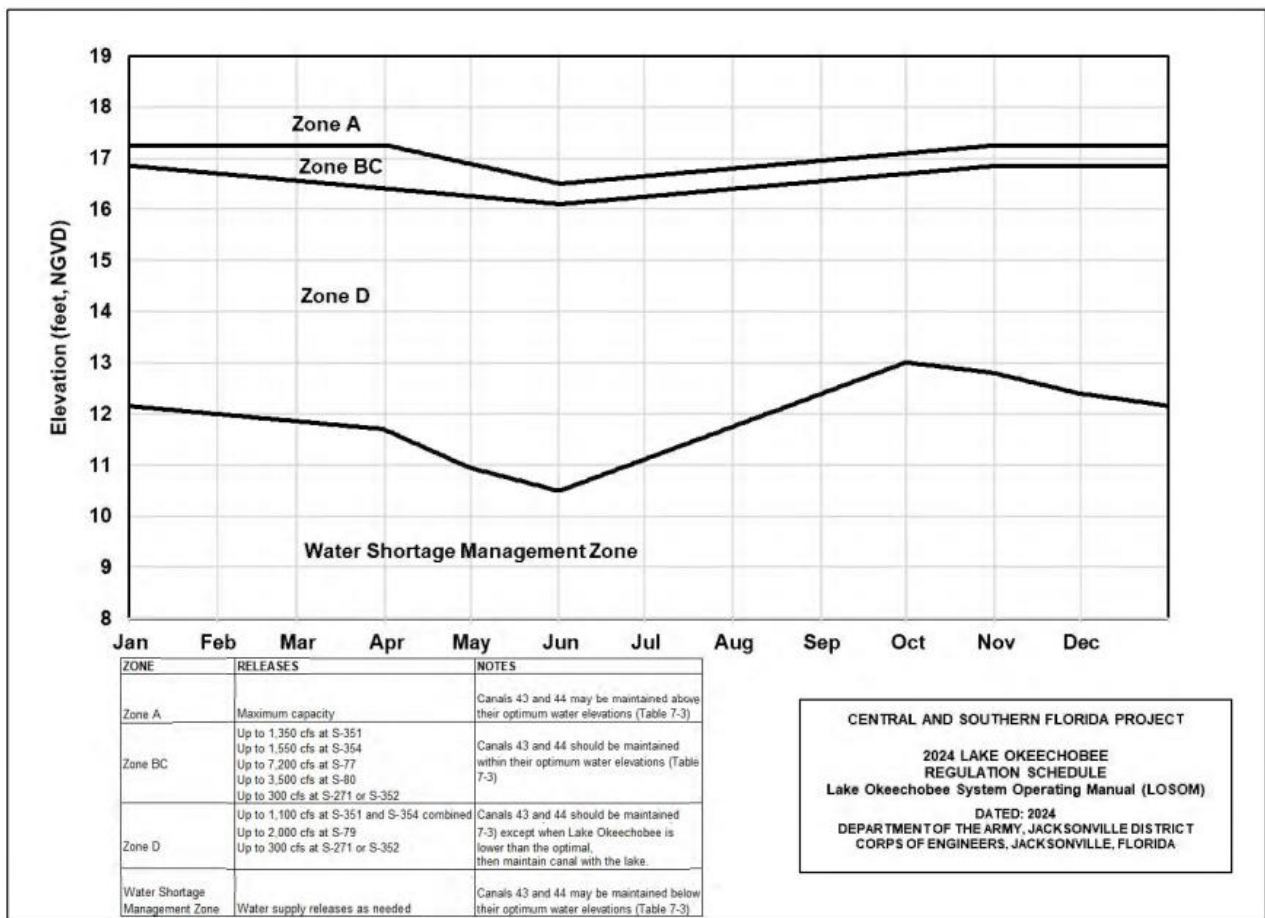 19
18
17
16
15
14
13
12
11
10
9
8
Elevation (feet, NGVD)
Zone A
Zone BC
Zone D
Water Shortage Management Zone
Jan Feb Mar Apr May Jun Jul Aug Sep Oct Nov Dec
ZONE RELEASES NOTES
Zone A
Maximum capacity
Canals 43 and 44 may be maintained above
their optimum water elevations (Table 7-3)
Zone BC
Up to 1,350 cfs at S-351
Up to 1,550 cfs at S-354
Up to 7,200 cfs at S-77
Up to 3,500 cfs at S-80
Up to 300 cfs at S-271 or S-352
Canals 43 and 44 should be maintained
within their optimum water elevations (Table
7-3)
Zone D
Up to 1,100 cfs at S-351 and S-354 combined
Up to 2,000 cfs at S-79
Up to 300 cfs at S-271 or S-352
Canals 43 and 44 should be maintained
7-3) except when Lake Okeechobee is
lower than the optimal,
then maintain canal with the lake.
Water Shortage
Management Zone
Water supply releases as needed
Canals 43 and 44 may be maintained below
their optimum water elevations (Table 7-3)
CENTRAL AND SOUTHERN FLORIDA PROJECT
2024 LAKE OKEECHOBEE
REGULATION SCHEDULE
Lake Okeechobee System Operating Manual (LOSOM)
DATED: 2024
DEPARTMENT OF THE ARMY, JACKSONVILLE DISTRICT
CORPS OF ENGINEERS, JACKSONVILLE, FLORIDA